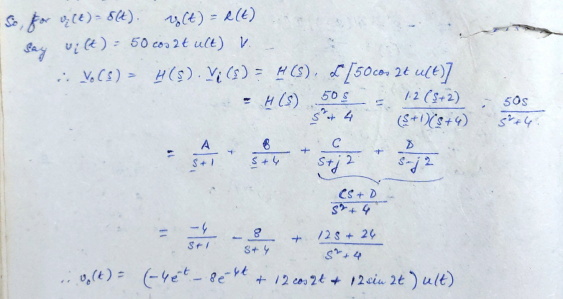 So, for v_i(t) = δ(t). v_o(t) = h(t)
Say v_i(t) = 50 cos 2t u(t) V.
∴ V_o(s) = H(s) · V_i(s) = H(s) · ℒ[50 cos 2t u(t)]
= H(s) 50s/(s²+4) = 1.2(s+2)/((s+1)(s+4)) · 50s/(s²+4)
= A/(s+1) + B/(s+4) + C/(s+j2) + D/(s-j2)
(Cs+D)/(s²+4)
= -4/(s+1) - 8/(s+4) + (12s+24)/(s²+4)
∴ v_o(t) = (-4e^{-t} - 8e^{-4t} + 12 cos 2t + 12 sin 2t) u(t)